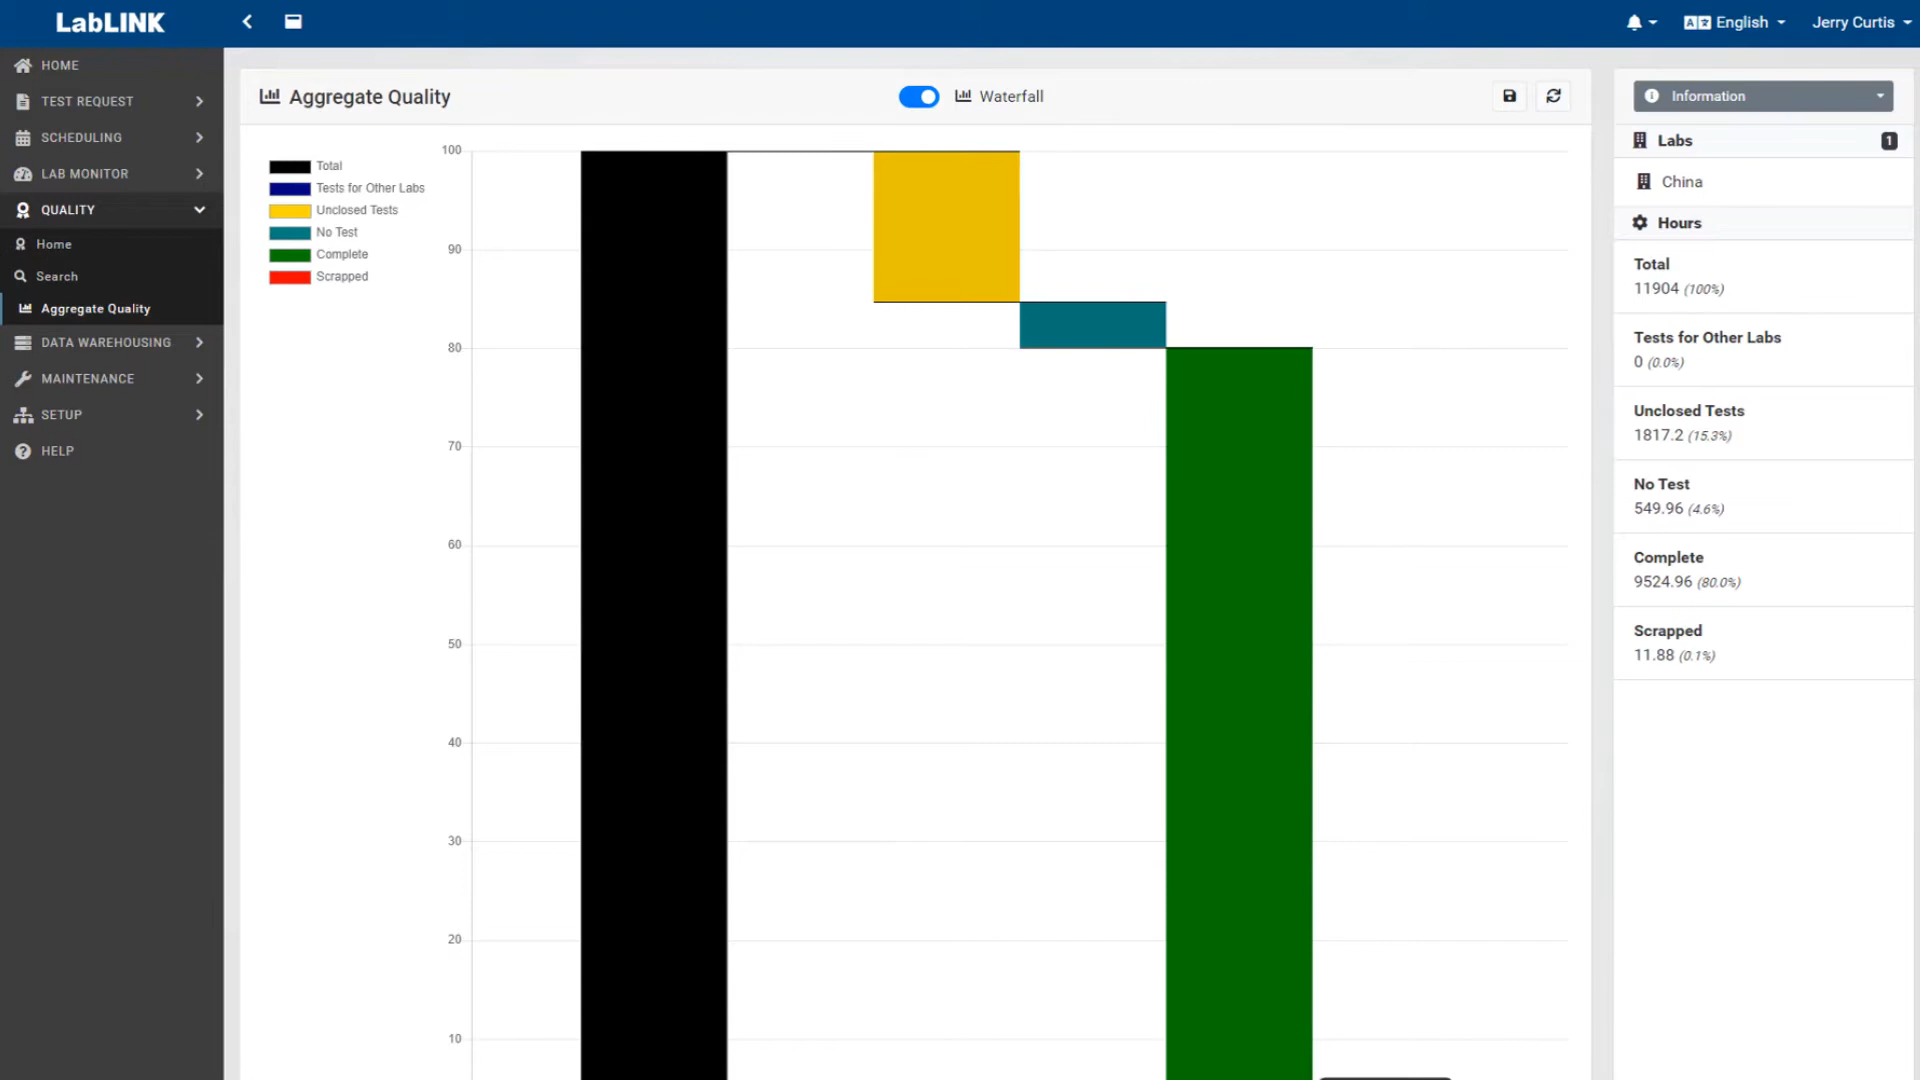 LabLINK
English
Jerry Curtis
HOME
TEST REQUEST
SCHEDULING
LAB MONITOR
QUALITY
Home
Search
Aggregate Quality
DATA WAREHOUSING
MAINTENANCE
SETUP
HELP
Aggregate Quality
Waterfall
Total
Tests for Other Labs
Unclosed Tests
No Test
Complete
Scrapped
100
90
80
70
60
50
40
30
20
10
Information
Labs 1
China
Hours
Total
11904 (100%)
Tests for Other Labs
0 (0.0%)
Unclosed Tests
1817.2 (15.3%)
No Test
549.96 (4.6%)
Complete
9524.96 (80.0%)
Scrapped
11.88 (0.1%)